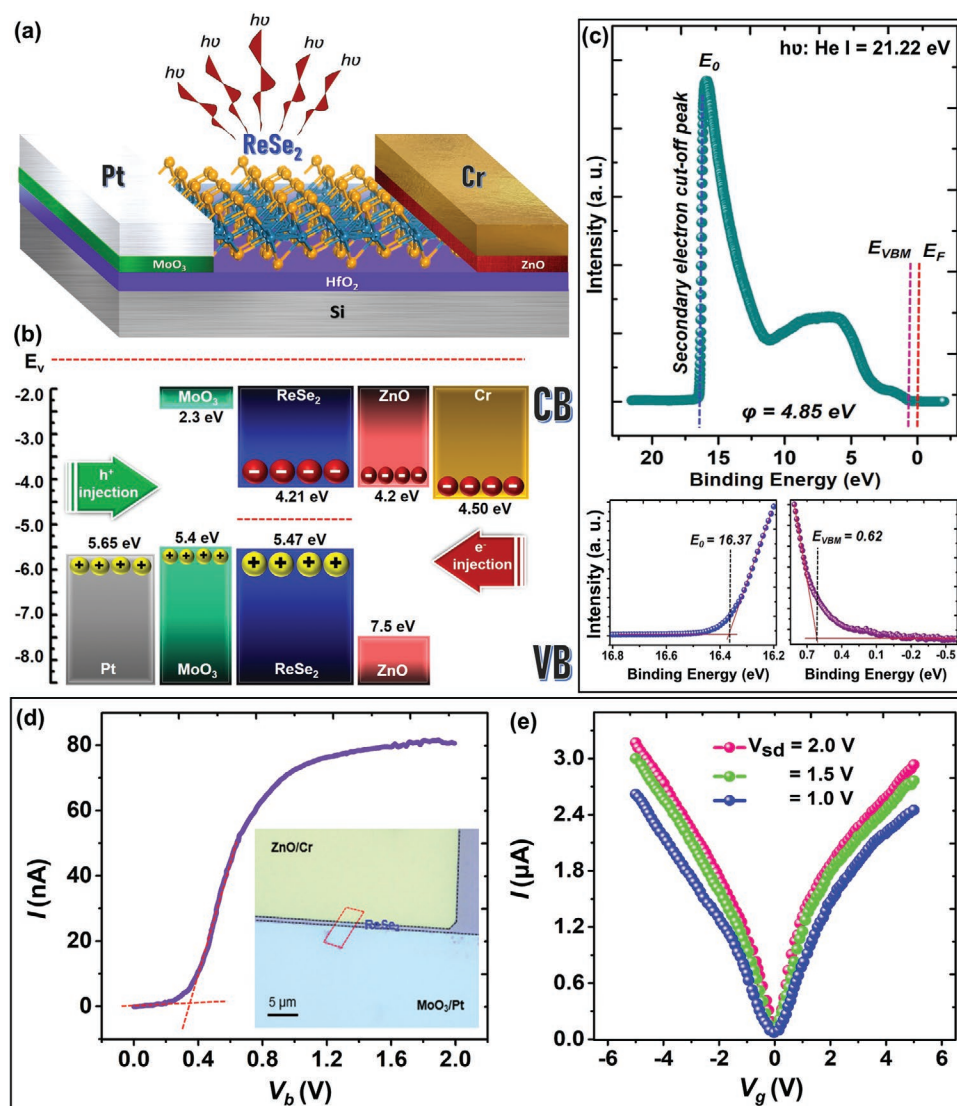 (a)
hυ
hυ
hυ
hυ
hυ
ReSe₂
Pt
Cr
MoO₃
ZnO
HfO₂
Si
(b)
Eᵥ
-2.0
-3.0
-4.0
-5.0
-6.0
-7.0
-8.0
MoO₃
2.3 eV
ReSe₂
ZnO
Cr
CB
h⁺
injection
4.21 eV
4.2 eV
4.50 eV
5.65 eV
5.4 eV
5.47 eV
e⁻
injection
7.5 eV
Pt
MoO₃
ReSe₂
ZnO
VB
(c)
hυ: He I = 21.22 eV
E₀
Secondary electron cut-off peak
E_VBM
E_F
Intensity (a. u.)
φ = 4.85 eV
20 15 10 5 0
Binding Energy (eV)
Intensity (a. u.)
E₀ = 16.37
16.8 16.6 16.4 16.2
Binding Energy (eV)
E_VBM = 0.62
0.7 0.4 0.1 -0.2 -0.5
Binding Energy (eV)
(d)
I (nA)
80
60
40
20
0
ZnO/Cr
ReSe₂
5 µm
MoO₃/Pt
0.0 0.4 0.8 1.2 1.6 2.0
V_b (V)
(e)
I (µA)
3.0
2.4
1.8
1.2
0.6
0.0
V_sd = 2.0 V
= 1.5 V
= 1.0 V
-6 -4 -2 0 2 4 6
V_g (V)